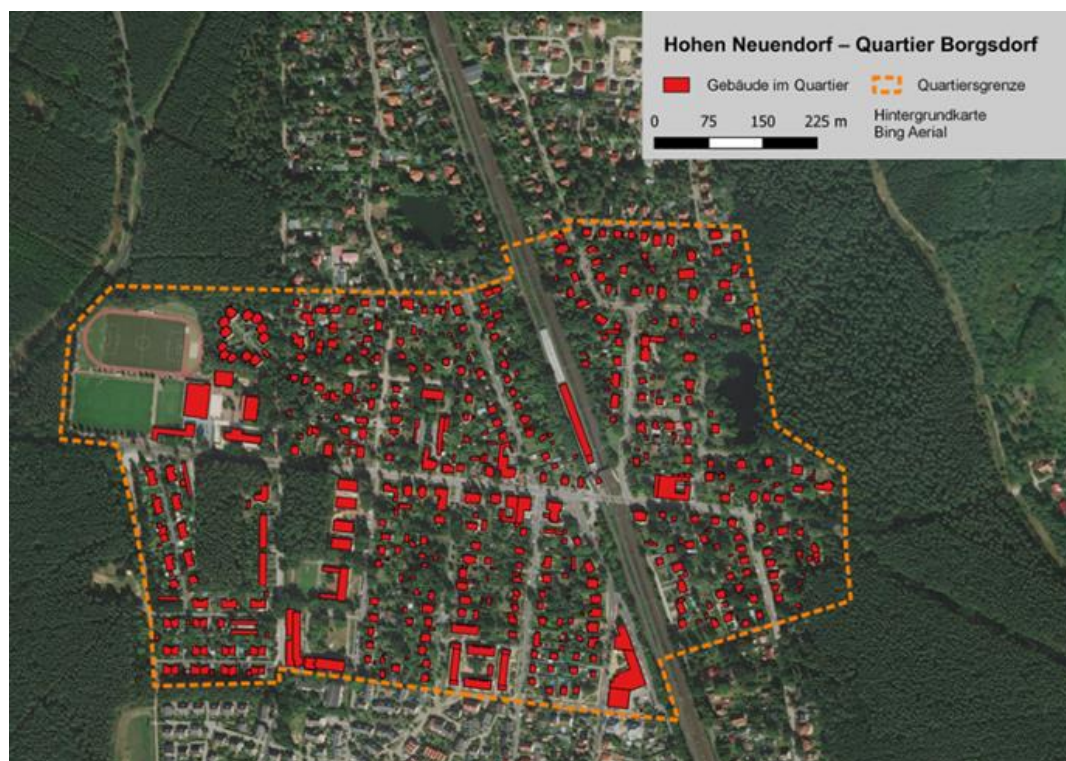 Hohen Neuendorf – Quartier Borgsdorf
Gebäude im Quartier
Quartiersgrenze
0 75 150 225 m
Hintergrundkarte
Bing Aerial